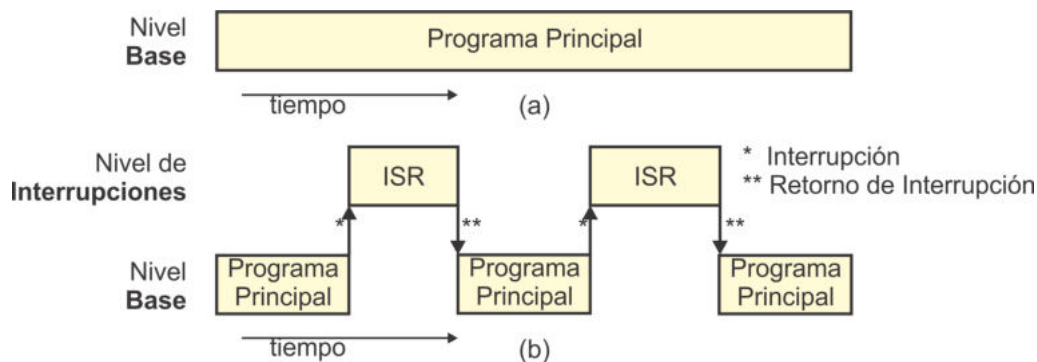 Nivel
Base
Programa Principal
tiempo
(a)
Nivel de
Interrupciones
ISR
ISR
* Interrupción
** Retorno de Interrupción
*
**
*
**
Nivel
Base
Programa
Principal
Programa
Principal
Programa
Principal
tiempo
(b)